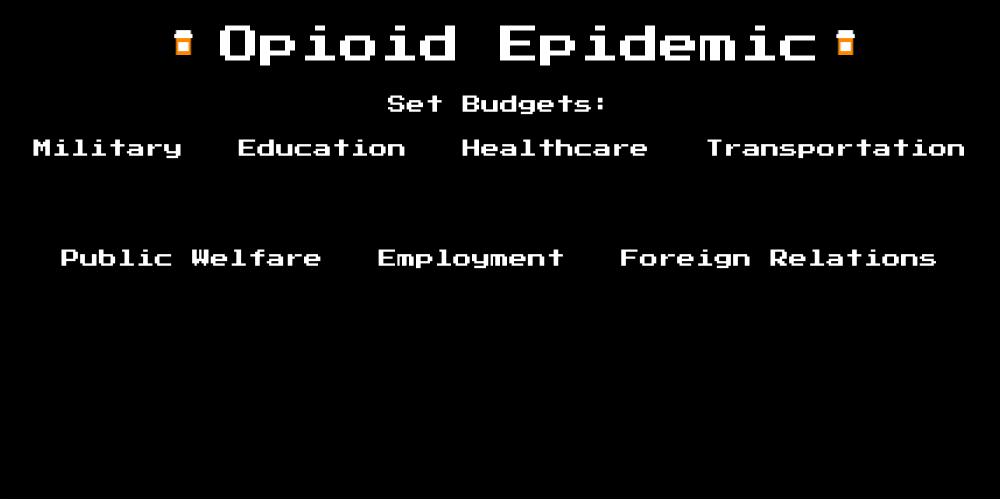 Opioid Epidemic
Set Budgets:
Military Education Healthcare Transportation
Public Welfare Employment Foreign Relations